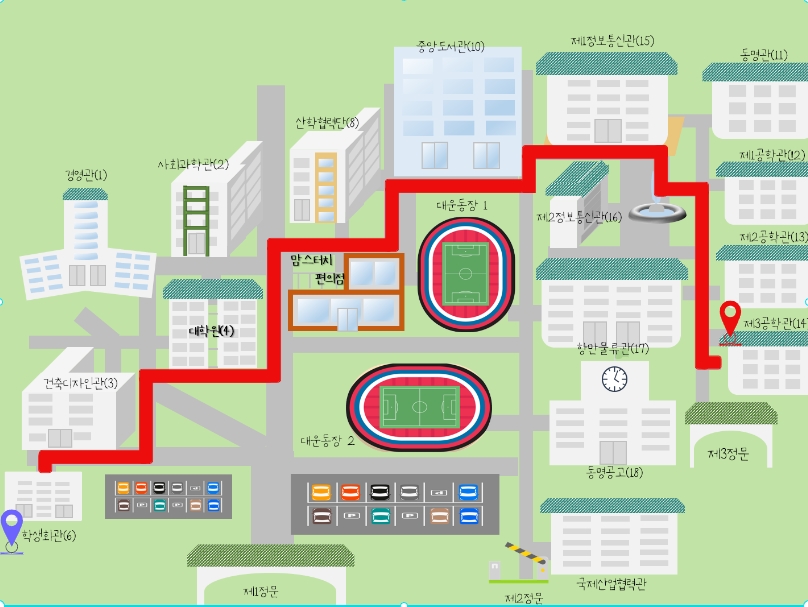 중앙도서관(10)
제1정보통신관(15)
동명관(11)
산학협력단(8)
사회과학관(2)
제1공학관(12)
경영관(1)
대운동장 1
제2정보통신관(16)
제2공학관(13)
맘스터치
편의점
대학원(4)
제3공학관(14)
항만물류관(17)
건축디자인관(3)
대운동장 2
제3정문
동명공고(18)
학생회관(6)
국제산업협력관
제1정문
제2정문